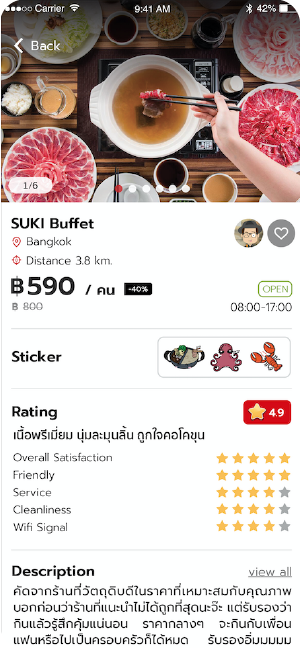 Carrier 9:41 AM 42%
Back
1/6
SUKI Buffet
Bangkok
Distance 3.8 km.
฿590 / คน -40%
OPEN
฿ 800
08:00-17:00
Sticker
Rating
4.9
เนื้อพรีเมี่ยม นุ่มละมุนลิ้น ถูกใจคอโคขุน
Overall Satisfaction
Friendly
Service
Cleanliness
Wifi Signal
Description view all
คัดจากร้านที่วัตถุดิบดีในราคาที่เหมาะสมกับคุณภาพ
บอกก่อนว่าร้านที่แนะนำไม่ได้ถูกที่สุดนะจ๊ะ แต่รับรองว่า
กินแล้วรู้สึกคุ้มแน่นอน ราคากลางๆ จะกินกับเพื่อน
แฟนหรือไปเป็นครอบครัวก็ได้หมด รับรองอิ่มมมมม